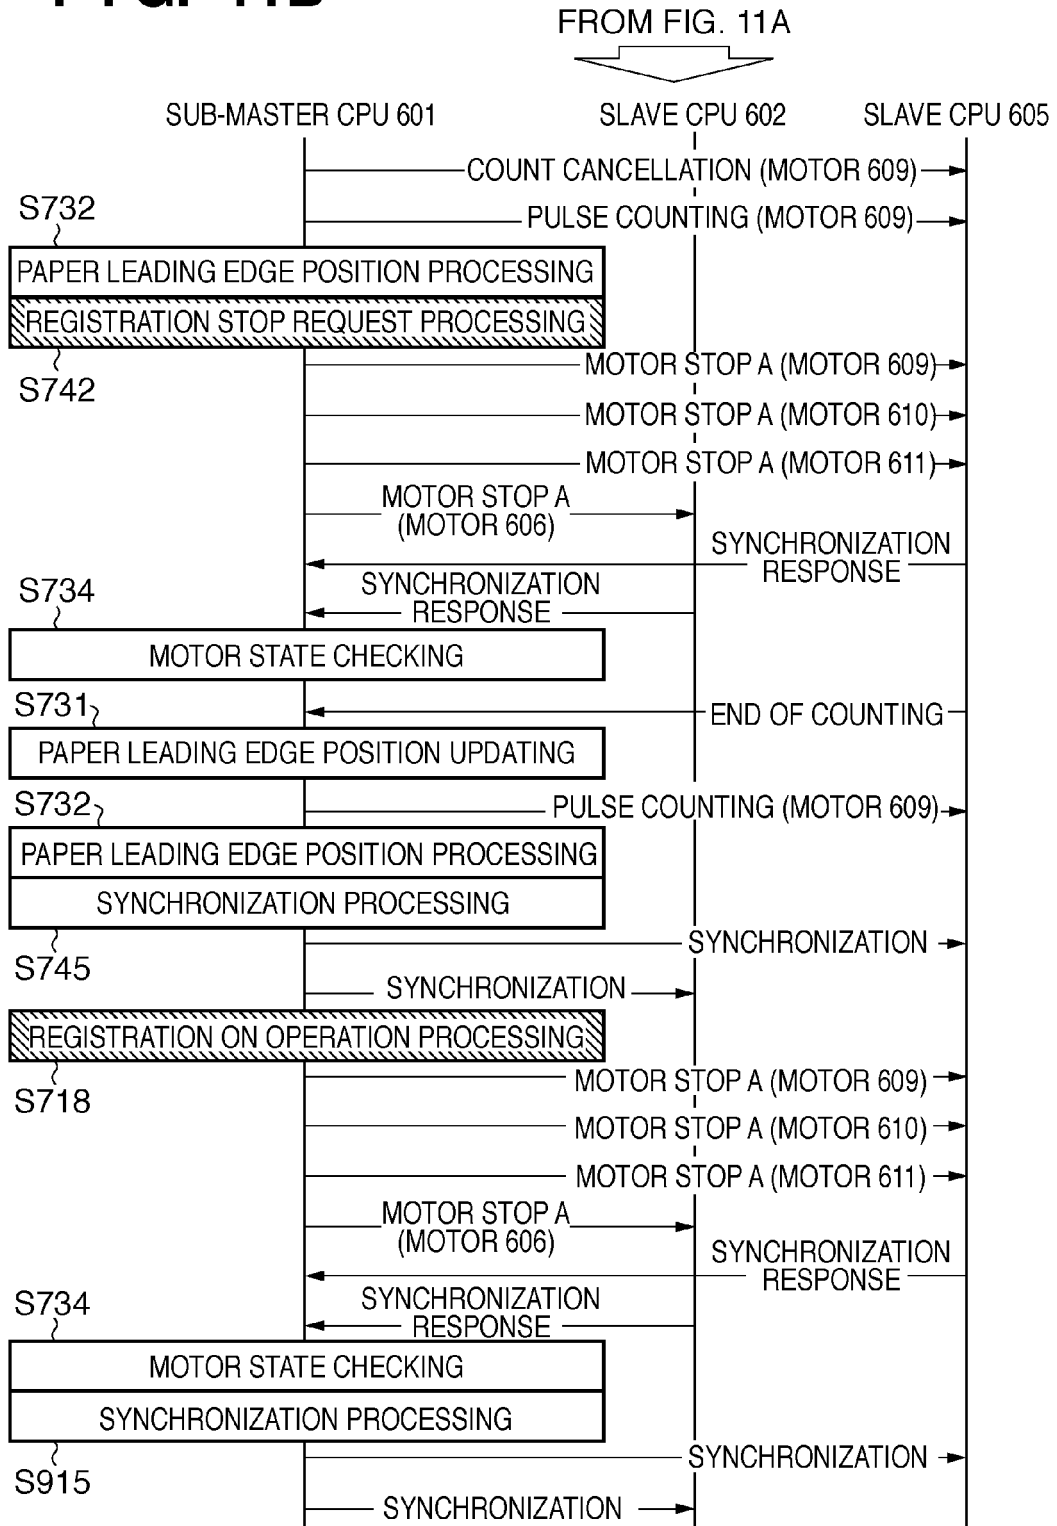 FIG. 11B
FROM FIG. 11A
SUB-MASTER CPU 601
SLAVE CPU 602
SLAVE CPU 605
COUNT CANCELLATION (MOTOR 609)
S732
PULSE COUNTING (MOTOR 609)
PAPER LEADING EDGE POSITION PROCESSING
REGISTRATION STOP REQUEST PROCESSING
S742
MOTOR STOP A (MOTOR 609)
MOTOR STOP A (MOTOR 610)
MOTOR STOP A (MOTOR 611)
MOTOR STOP A
(MOTOR 606)
SYNCHRONIZATION
RESPONSE
SYNCHRONIZATION
RESPONSE
S734
MOTOR STATE CHECKING
S731
END OF COUNTING
PAPER LEADING EDGE POSITION UPDATING
S732
PULSE COUNTING (MOTOR 609)
PAPER LEADING EDGE POSITION PROCESSING
SYNCHRONIZATION PROCESSING
S745
SYNCHRONIZATION
SYNCHRONIZATION
REGISTRATION ON OPERATION PROCESSING
S718
MOTOR STOP A (MOTOR 609)
MOTOR STOP A (MOTOR 610)
MOTOR STOP A (MOTOR 611)
MOTOR STOP A
(MOTOR 606)
SYNCHRONIZATION
RESPONSE
SYNCHRONIZATION
RESPONSE
S734
MOTOR STATE CHECKING
SYNCHRONIZATION PROCESSING
S915
SYNCHRONIZATION
SYNCHRONIZATION